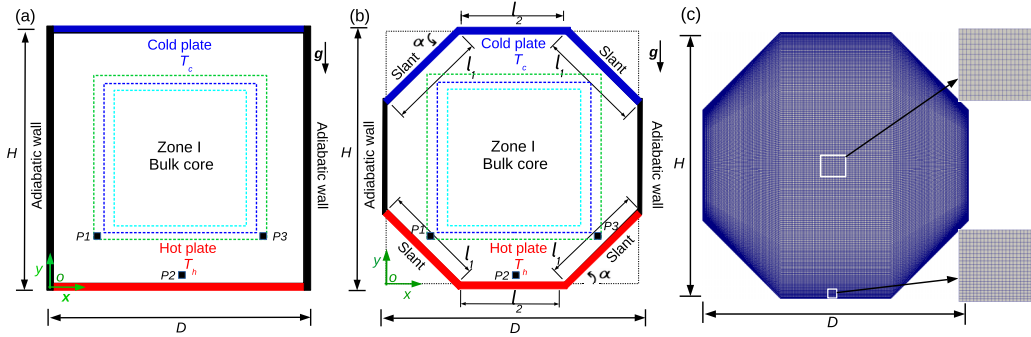 (a)
Cold plate
T_c
g
H
Adiabatic wall
Zone I
Bulk core
Adiabatic wall
P1
P3
Hot plate
T_h
P2
y
o
x
D
(b)
l_2
α
Slant
l_1
Cold plate
T_c
l_1
Slant
g
H
Adiabatic wall
Zone I
Bulk core
Adiabatic wall
P1
P3
Slant
l_1
Hot plate
T_h
P2
l_1
Slant
α
y
o
x
l_2
D
(c)
H
D